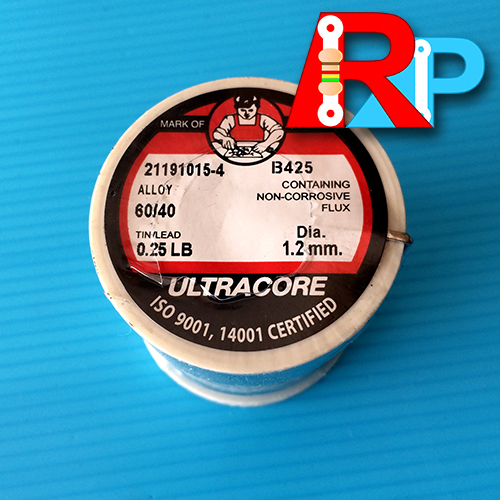 RP
MARK OF
21191015-4 B425
ALLOY CONTAINING
60/40 NON-CORROSIVE
FLUX
TIN/LEAD Dia.
0.25 LB 1.2 mm.
ULTRACORE
ISO 9001, 14001 CERTIFIED